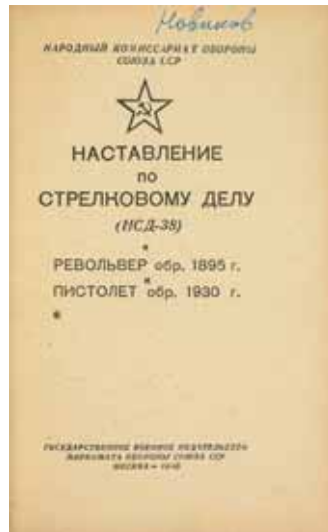 Новиков
НАРОДНЫЙ КОМИССАРИАТ ОБОРОНЫ
СОЮЗА ССР
НАСТАВЛЕНИЕ
ПО
СТРЕЛКОВОМУ ДЕЛУ
(НСД-38)
РЕВОЛЬВЕР обр. 1895 г.
ПИСТОЛЕТ обр. 1930 г.
ГОСУДАРСТВЕННОЕ ВОЕННОЕ ИЗДАТЕЛЬСТВО
НАРКОМАТА ОБОРОНЫ СОЮЗА ССР
МОСКВА —